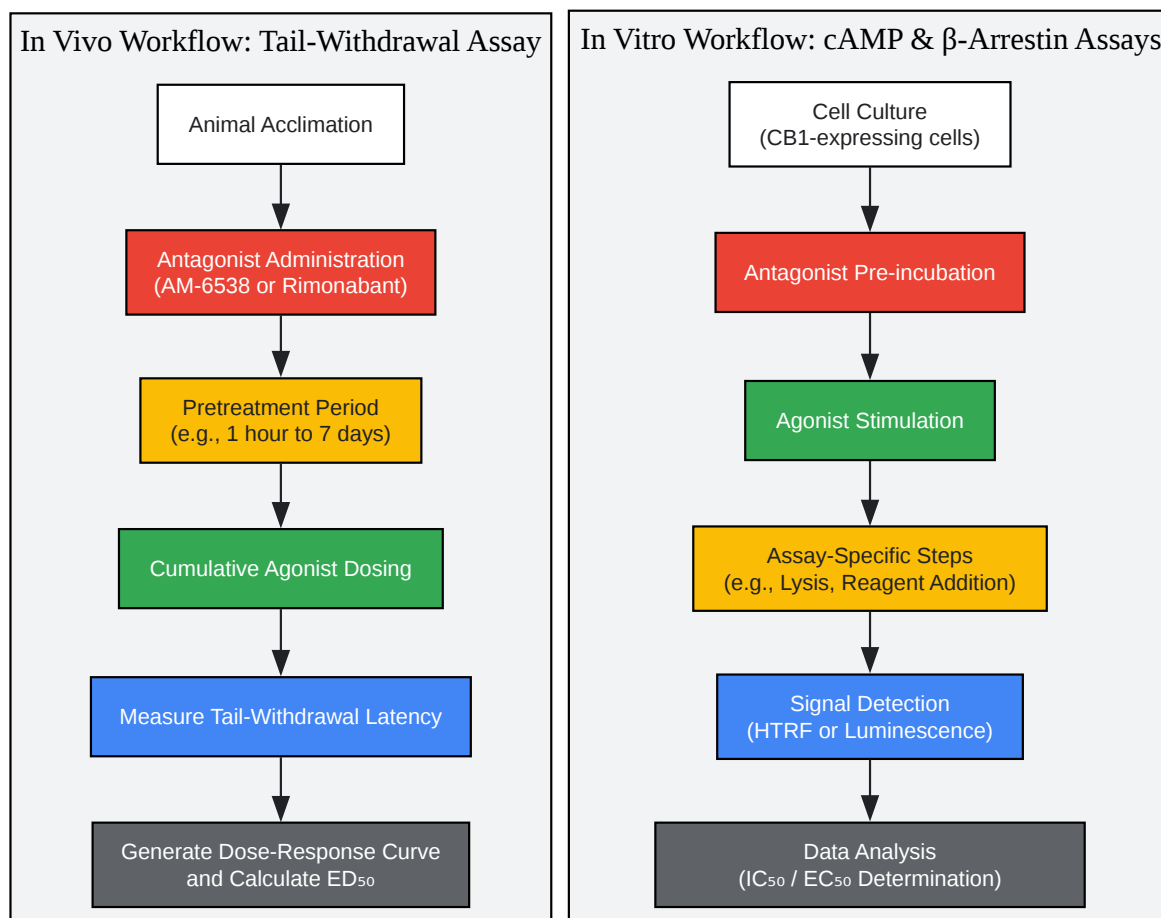 In Vivo Workflow: Tail-Withdrawal Assay
Animal Acclimation
Antagonist Administration
(AM-6538 or Rimonabant)
Pretreatment Period
(e.g., 1 hour to 7 days)
Cumulative Agonist Dosing
Measure Tail-Withdrawal Latency
Generate Dose-Response Curve
and Calculate ED₅₀
In Vitro Workflow: cAMP & β-Arrestin Assays
Cell Culture
(CB1-expressing cells)
Antagonist Pre-incubation
Agonist Stimulation
Assay-Specific Steps
(e.g., Lysis, Reagent Addition)
Signal Detection
(HTRF or Luminescence)
Data Analysis
(IC₅₀ / EC₅₀ Determination)